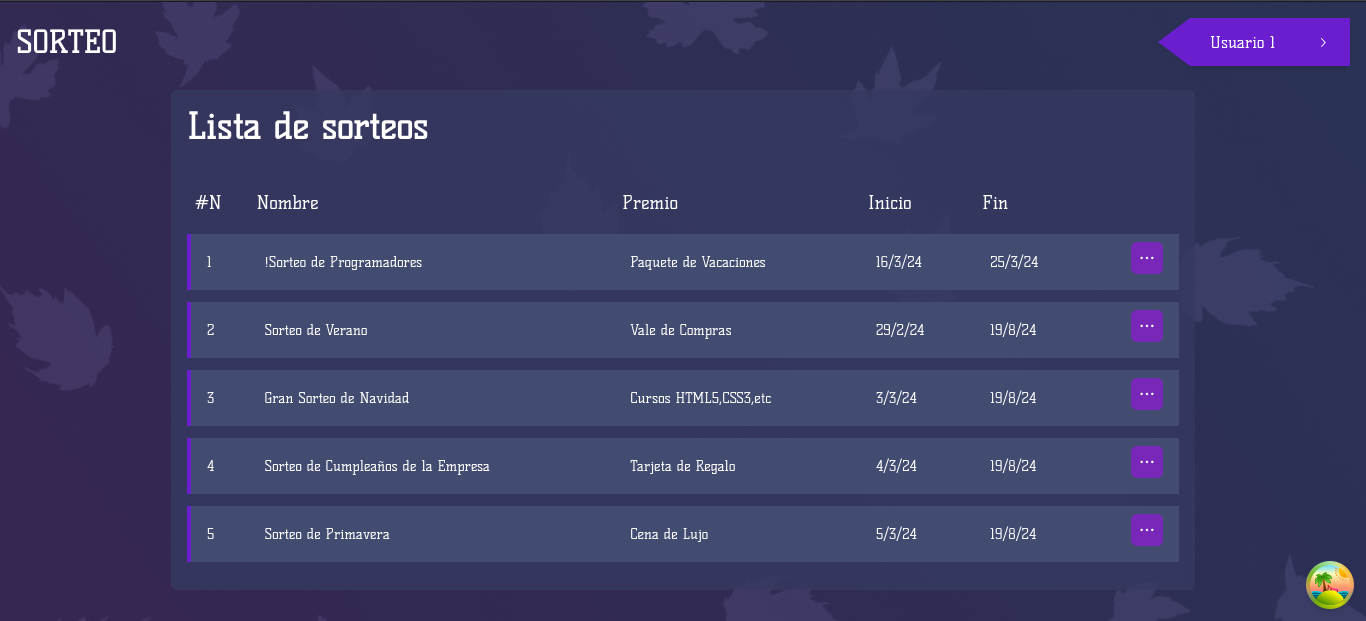 SORTEO
Usuario 1
Lista de sorteos
#N Nombre Premio Inicio Fin
1 !Sorteo de Programadores Paquete de Vacaciones 16/3/24 25/3/24 ...
2 Sorteo de Verano Vale de Compras 29/2/24 19/8/24 ...
3 Gran Sorteo de Navidad Cursos HTML5,CSS3,etc 3/3/24 19/8/24 ...
4 Sorteo de Cumpleaños de la Empresa Tarjeta de Regalo 4/3/24 19/8/24 ...
5 Sorteo de Primavera Cena de Lujo 5/3/24 19/8/24 ...